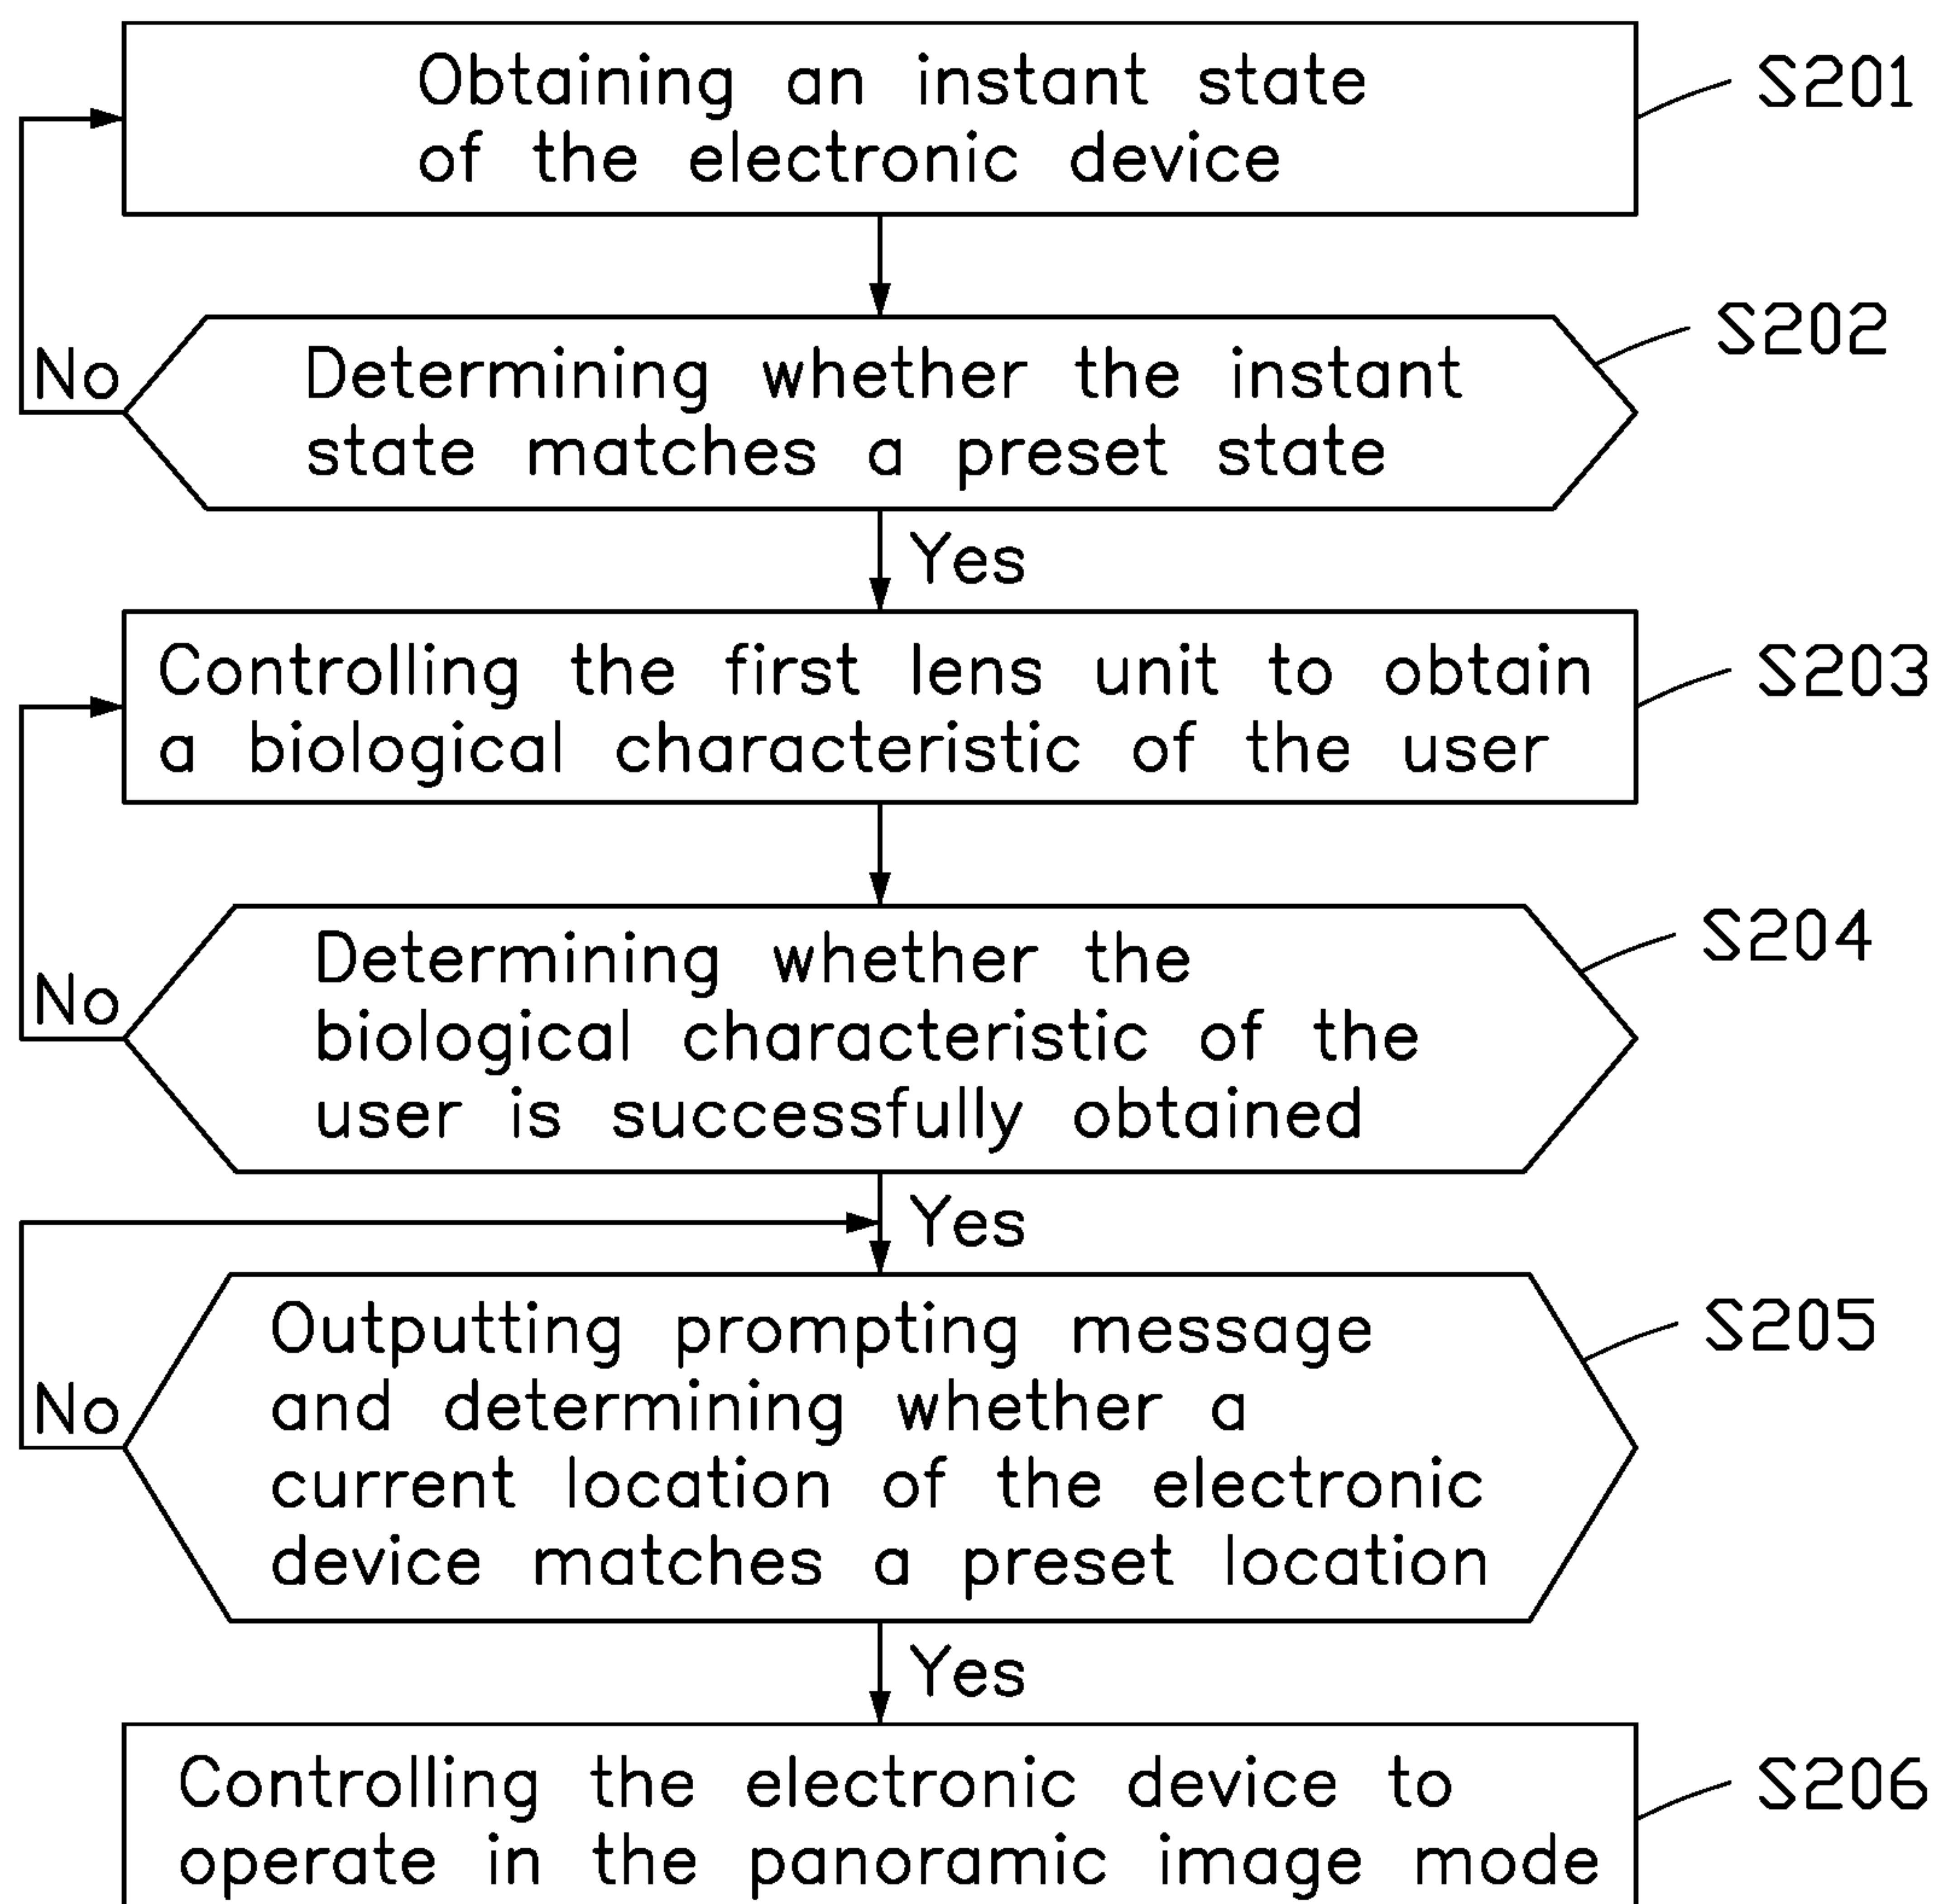 Obtaining an instant state
of the electronic device
S201
No
Determining whether the instant
state matches a preset state
S202
Yes
Controlling the first lens unit to obtain
a biological characteristic of the user
S203
No
Determining whether the
biological characteristic of the
user is successfully obtained
S204
Yes
No
Outputting prompting message
and determining whether a
current location of the electronic
device matches a preset location
S205
Yes
Controlling the electronic device to
operate in the panoramic image mode
S206